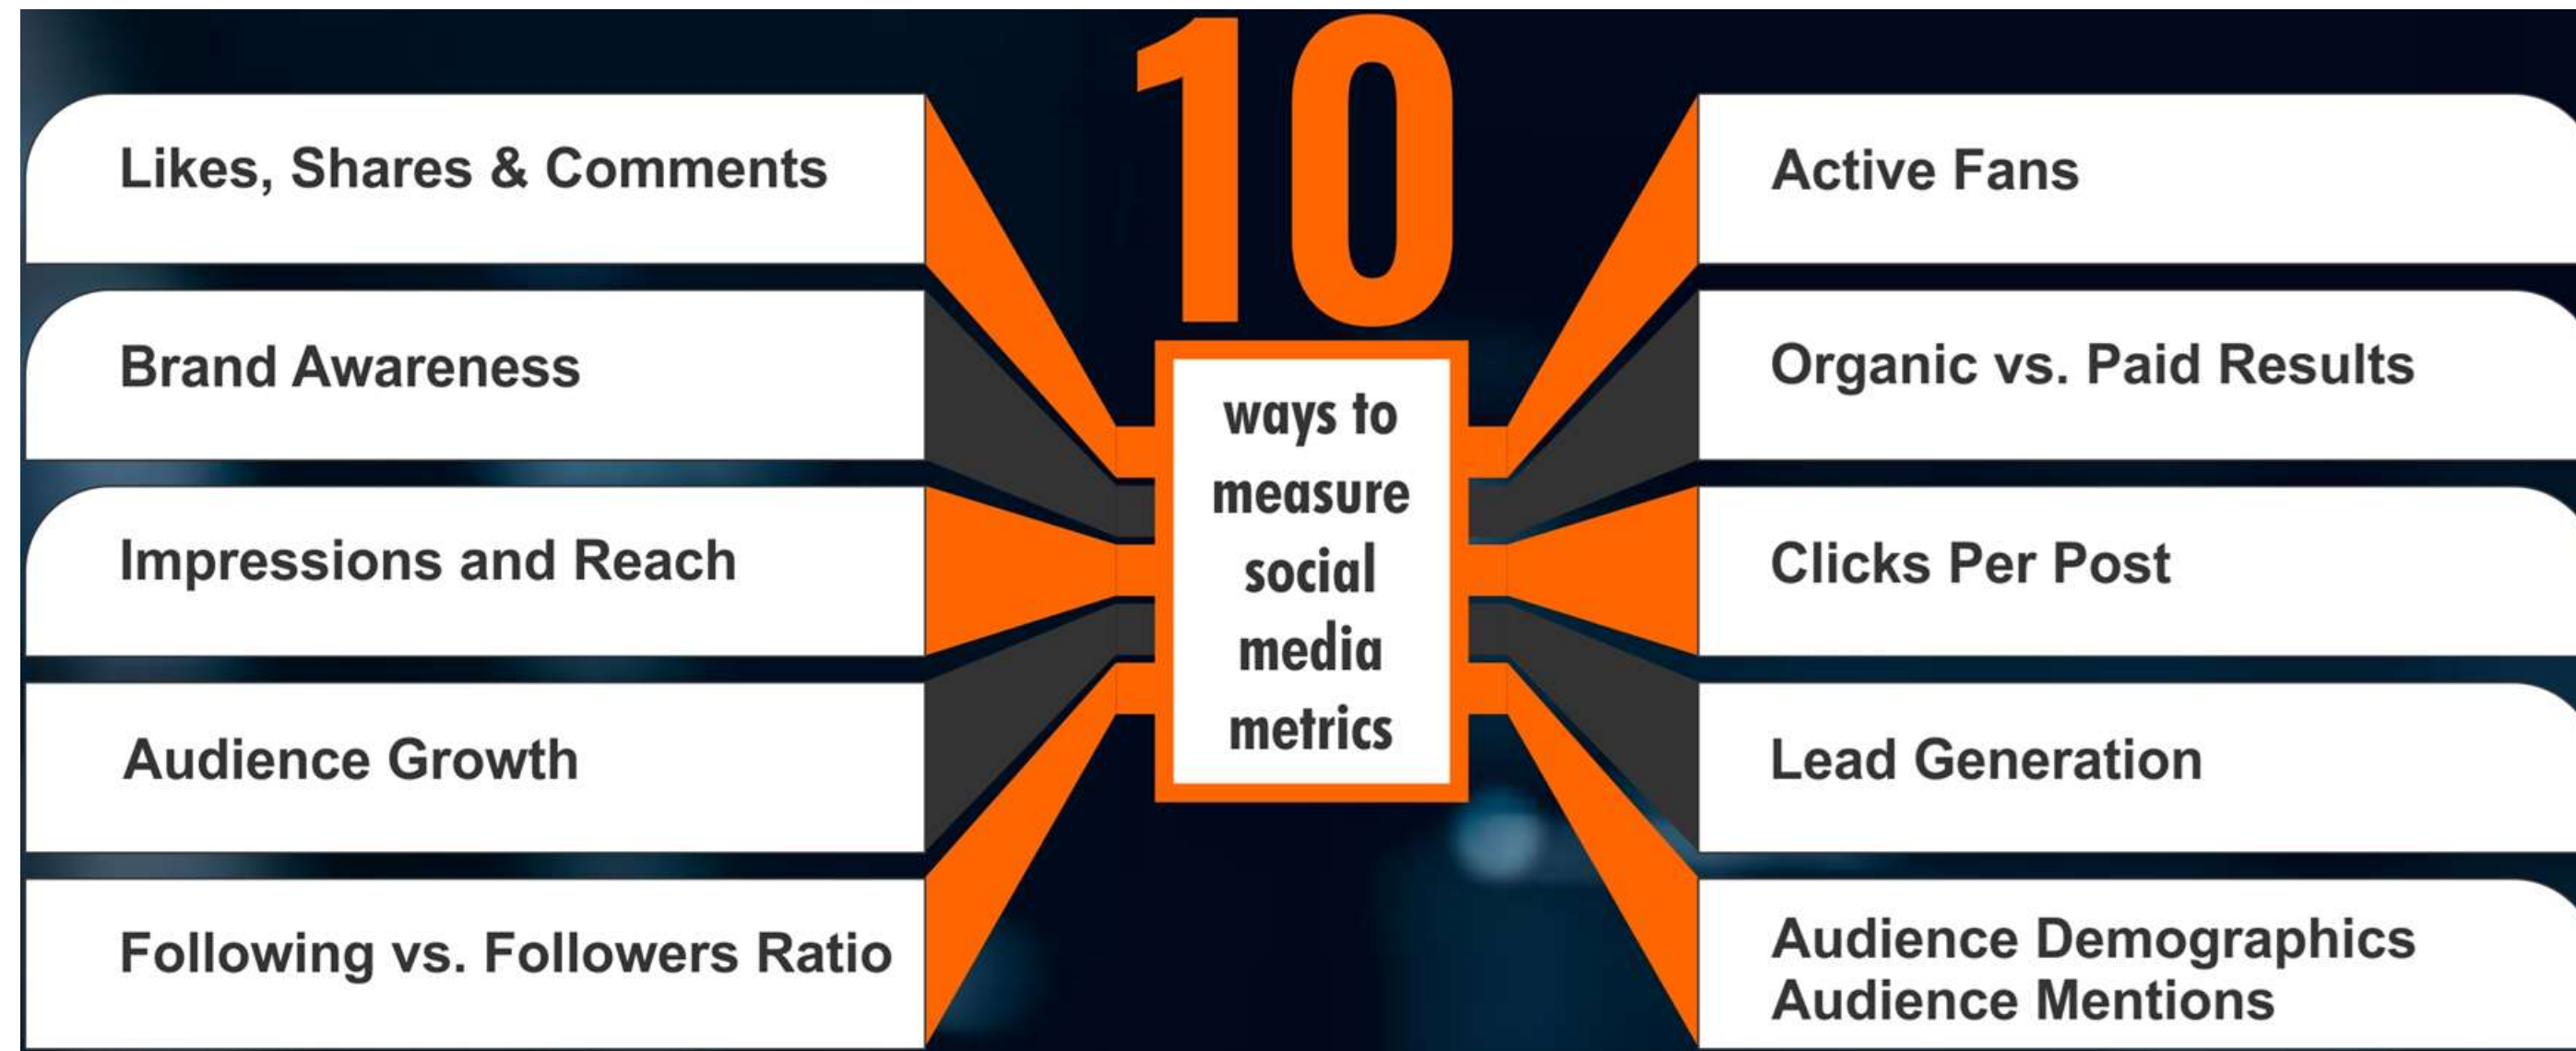 10
ways to
measure
social
media
metrics
Likes, Shares & Comments
Brand Awareness
Impressions and Reach
Audience Growth
Following vs. Followers Ratio
Active Fans
Organic vs. Paid Results
Clicks Per Post
Lead Generation
Audience Demographics
Audience Mentions